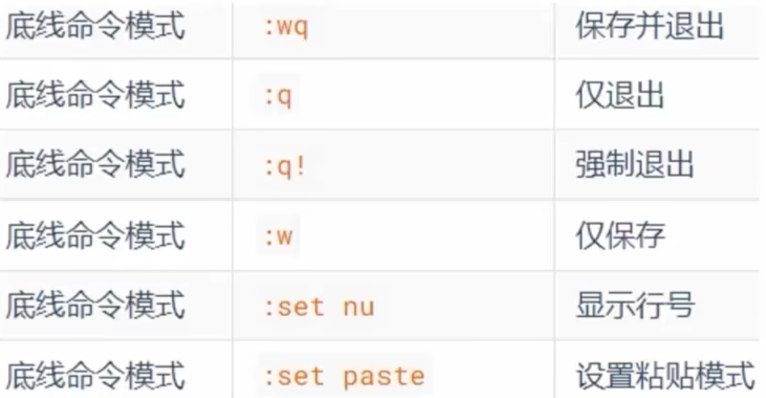 底线命令模式 :wq 保存并退出
底线命令模式 :q 仅退出
底线命令模式 :q! 强制退出
底线命令模式 :w 仅保存
底线命令模式 :set nu 显示行号
底线命令模式 :set paste 设置粘贴模式